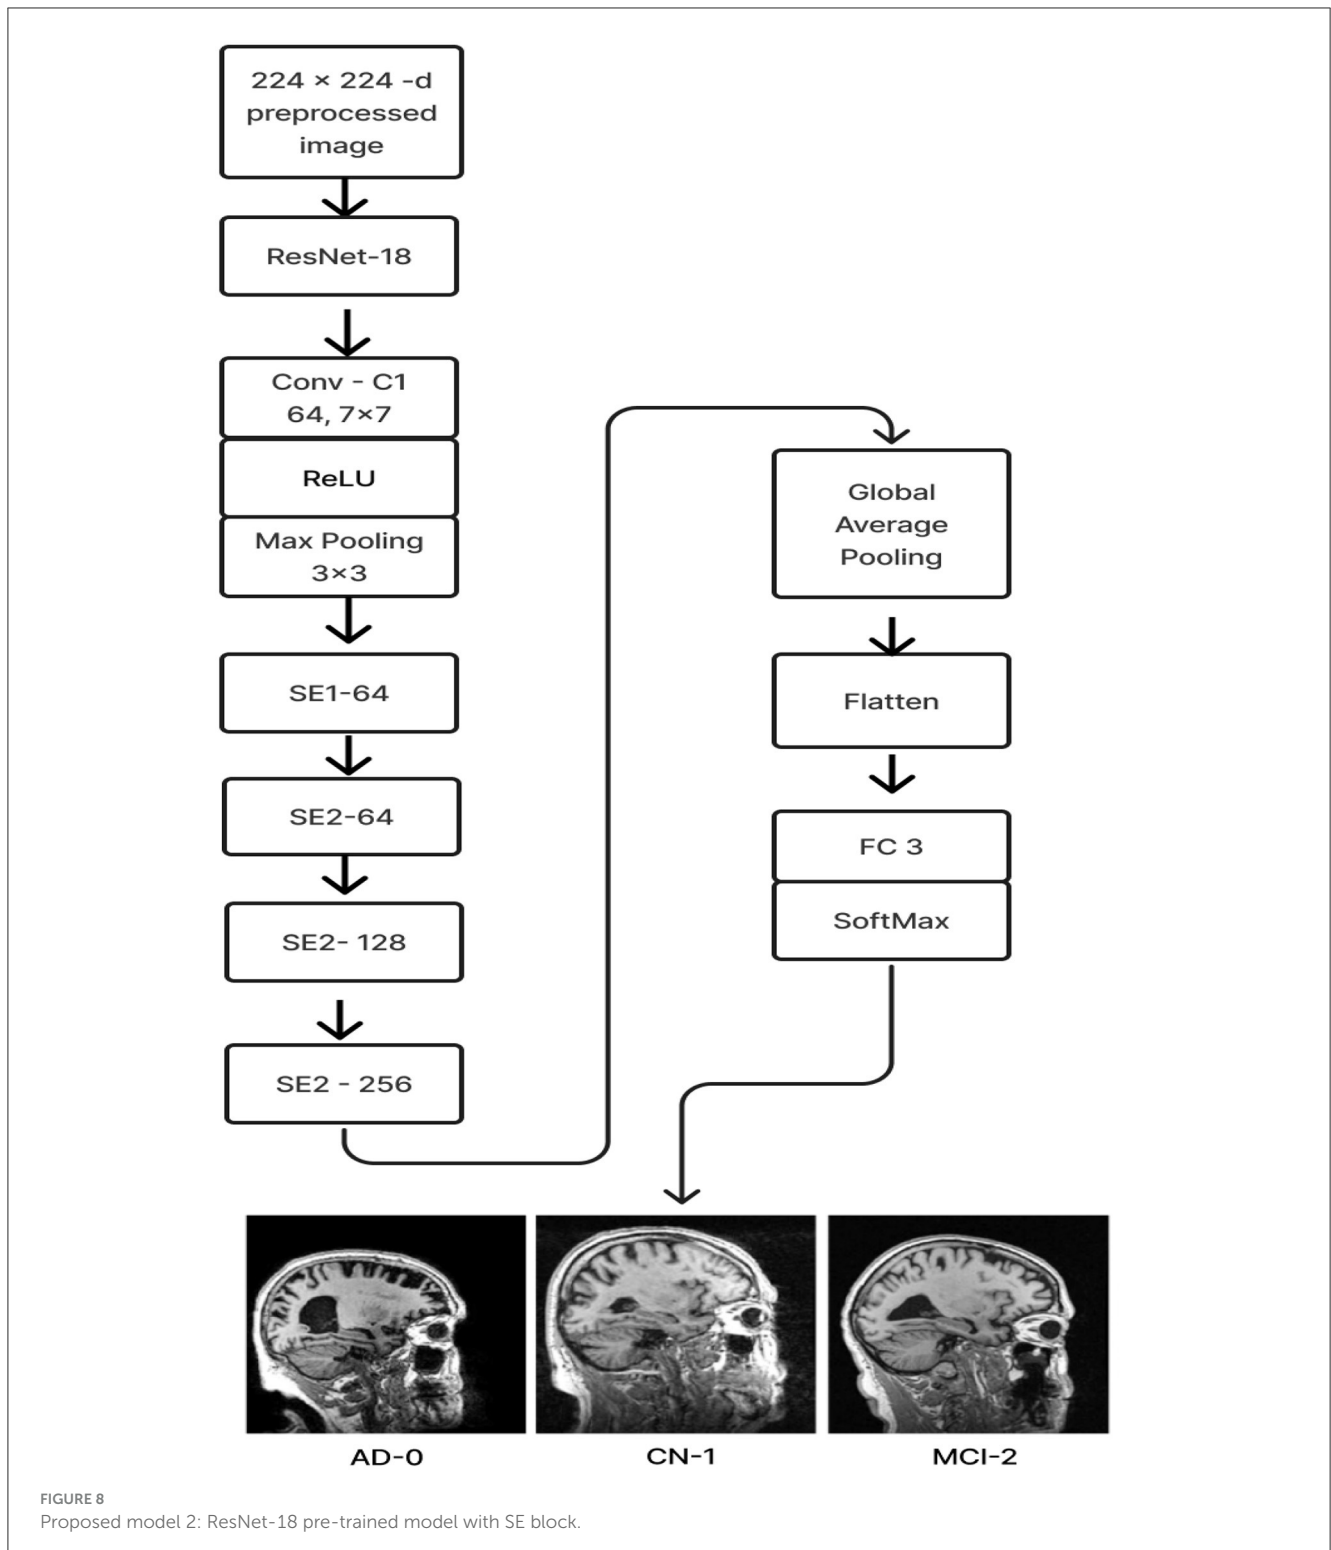 224 × 224 -d
preprocessed
image
ResNet-18
Conv - C1
64, 7×7
ReLU
Max Pooling
3×3
SE1-64
SE2-64
SE2- 128
SE2 - 256
Global
Average
Pooling
Flatten
FC 3
SoftMax
AD-0
CN-1
MCI-2
FIGURE 8
Proposed model 2: ResNet-18 pre-trained model with SE block.